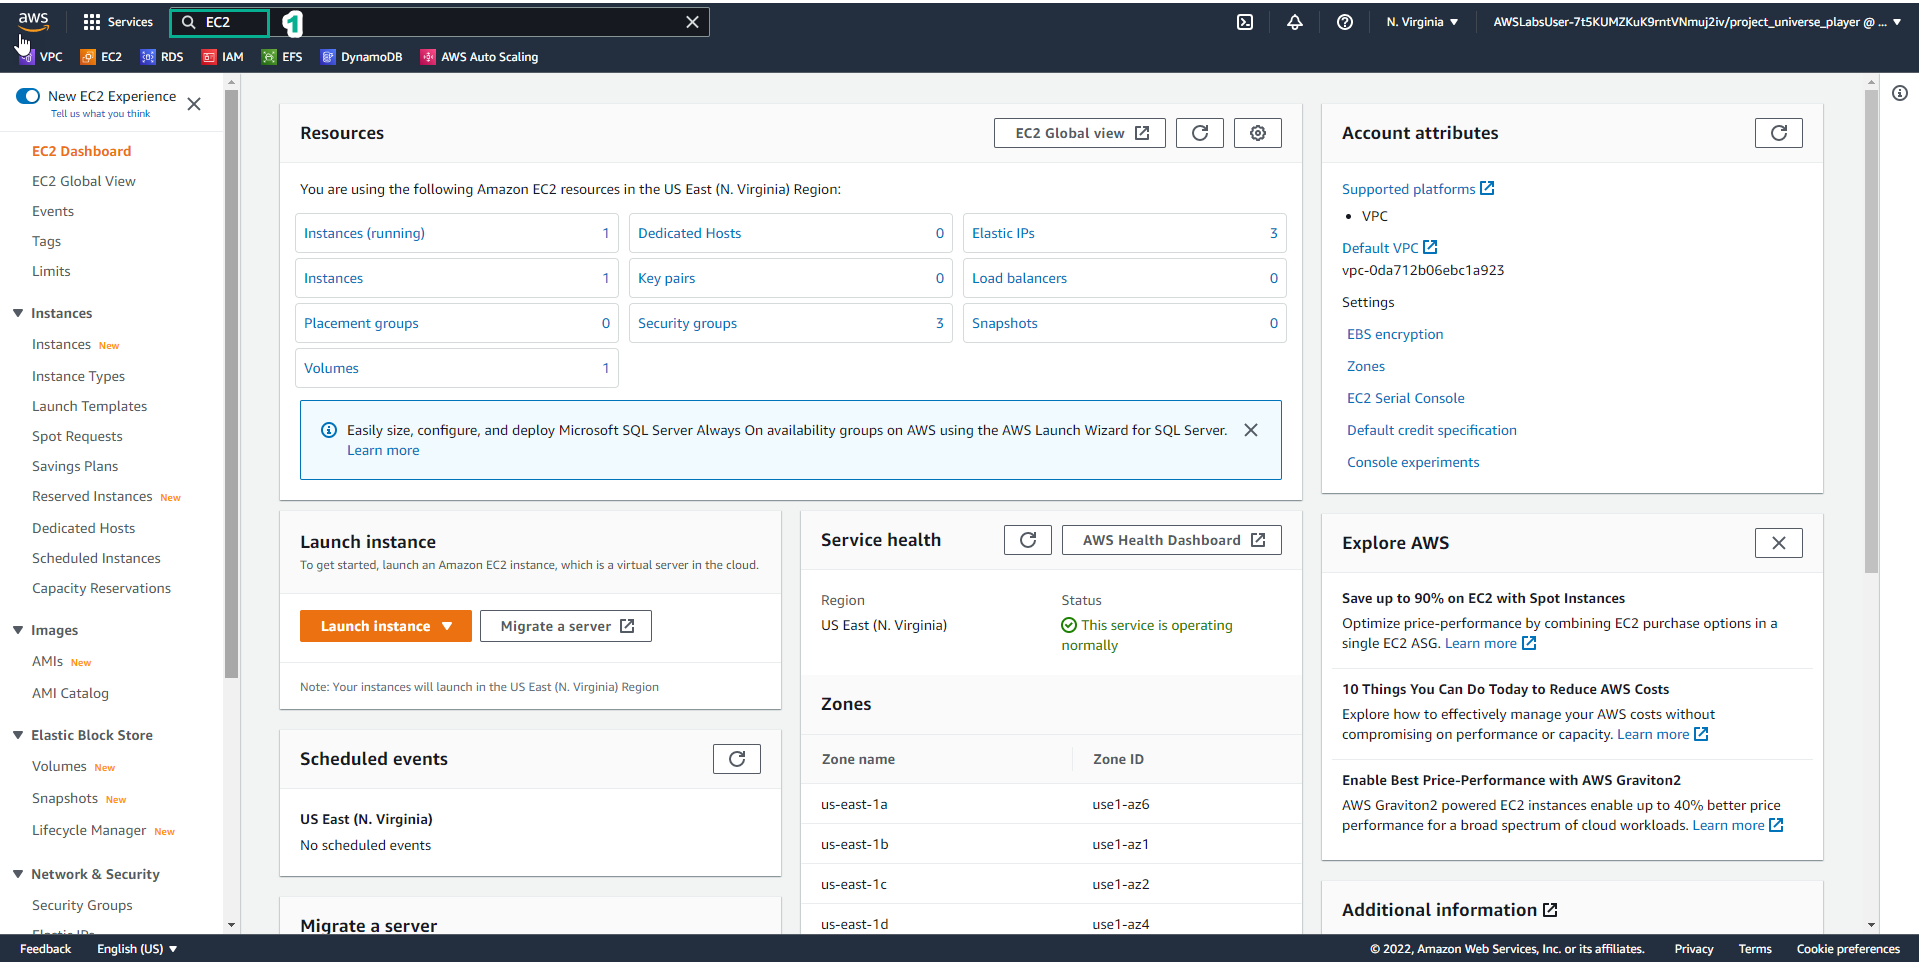 aws
Services
EC2
1
N. Virginia
AWSLabsUser-7t5KUMZKuK9rntVNmuj2iv/project_universe_player @ ...
VPC
EC2
RDS
IAM
EFS
DynamoDB
AWS Auto Scaling
New EC2 Experience
Tell us what you think
EC2 Dashboard
EC2 Global View
Events
Tags
Limits
Instances
Instances New
Instance Types
Launch Templates
Spot Requests
Savings Plans
Reserved Instances New
Dedicated Hosts
Scheduled Instances
Capacity Reservations
Images
AMIs New
AMI Catalog
Elastic Block Store
Volumes New
Snapshots New
Lifecycle Manager New
Network & Security
Security Groups
Elastic IPs
Resources
EC2 Global view
You are using the following Amazon EC2 resources in the US East (N. Virginia) Region:
Instances (running) 1
Dedicated Hosts 0
Elastic IPs 3
Instances 1
Key pairs 0
Load balancers 0
Placement groups 0
Security groups 3
Snapshots 0
Volumes 1
Easily size, configure, and deploy Microsoft SQL Server Always On availability groups on AWS using the AWS Launch Wizard for SQL Server.
Learn more
Launch instance
To get started, launch an Amazon EC2 instance, which is a virtual server in the cloud.
Launch instance
Migrate a server
Note: Your instances will launch in the US East (N. Virginia) Region
Scheduled events
US East (N. Virginia)
No scheduled events
Migrate a server
Service health
AWS Health Dashboard
Region
US East (N. Virginia)
Status
This service is operating
normally
Zones
Zone name Zone ID
us-east-1a use1-az6
us-east-1b use1-az1
us-east-1c use1-az2
us-east-1d use1-az4
Account attributes
Supported platforms
• VPC
Default VPC
vpc-0da712b06ebc1a923
Settings
EBS encryption
Zones
EC2 Serial Console
Default credit specification
Console experiments
Explore AWS
Save up to 90% on EC2 with Spot Instances
Optimize price-performance by combining EC2 purchase options in a
single EC2 ASG. Learn more
10 Things You Can Do Today to Reduce AWS Costs
Explore how to effectively manage your AWS costs without
compromising on performance or capacity. Learn more
Enable Best Price-Performance with AWS Graviton2
AWS Graviton2 powered EC2 instances enable up to 40% better price
performance for a broad spectrum of cloud workloads. Learn more
Additional information
Feedback
English (US)
© 2022, Amazon Web Services, Inc. or its affiliates.
Privacy
Terms
Cookie preferences